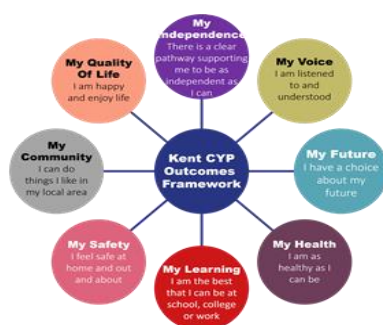 My
Independence
There is a clear
pathway supporting
me to be as
independent as
I can
My Voice
I am listened
to and
understood
My Future
I have a choice
about my
future
My Health
I am as
healthy as I
can be
My Learning
I am the best
that I can be at
school, college
or work
My Safety
I feel safe at
home and out
and about
My
Community
I can do
things I like in
my local area
My Quality
Of Life
I am happy
and enjoy life
Kent CYP
Outcomes
Framework